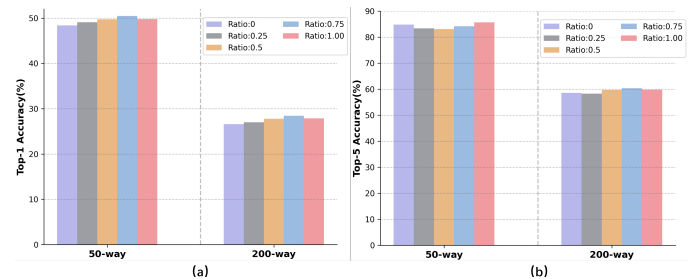 Top-1 Accuracy(%)
50
40
30
20
10
0
Ratio:0
Ratio:0.25
Ratio:0.5
Ratio:0.75
Ratio:1.00
50-way
200-way
(a)
Top-5 Accuracy(%)
90
80
70
60
50
40
30
20
10
0
Ratio:0
Ratio:0.25
Ratio:0.5
Ratio:0.75
Ratio:1.00
50-way
200-way
(b)